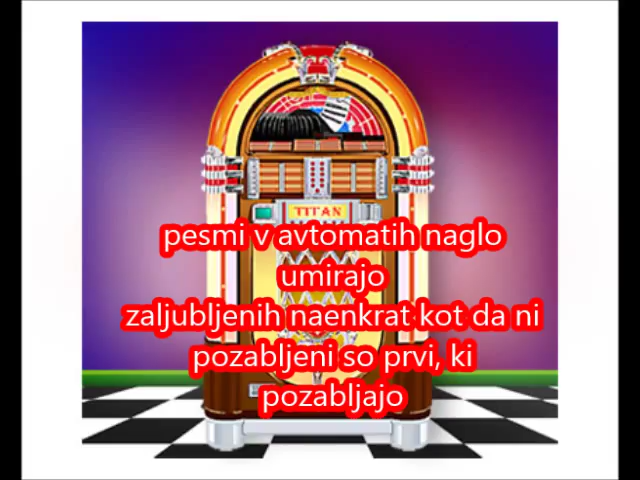 TITAN
pesmi v avtomatih naglo
umirajo
zaljubljenih naenkrat kot da ni
pozabljeni so prvi, ki
pozabljajo